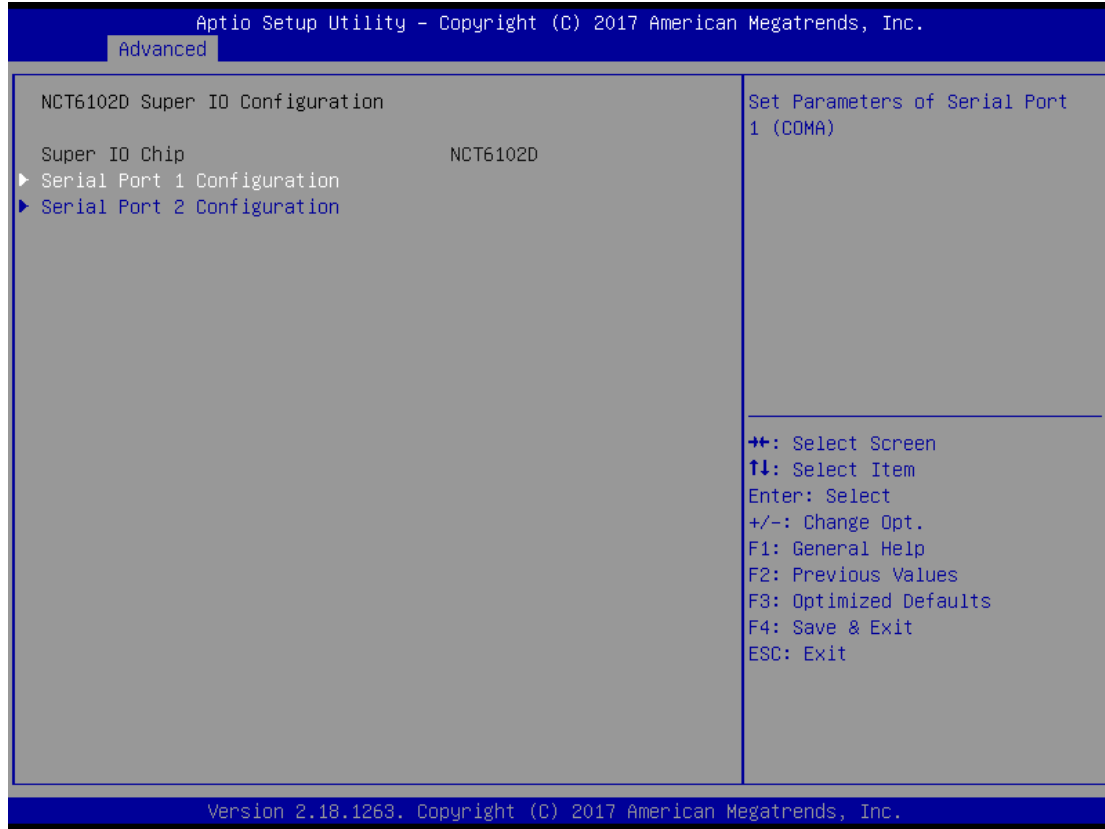 Aptio Setup Utility – Copyright (C) 2017 American Megatrends, Inc.
Advanced
NCT6102D Super IO Configuration
Super IO Chip NCT6102D
▶ Serial Port 1 Configuration
▶ Serial Port 2 Configuration
Set Parameters of Serial Port
1 (COMA)
→←: Select Screen
↑↓: Select Item
Enter: Select
+/-: Change Opt.
F1: General Help
F2: Previous Values
F3: Optimized Defaults
F4: Save & Exit
ESC: Exit
Version 2.18.1263. Copyright (C) 2017 American Megatrends, Inc.